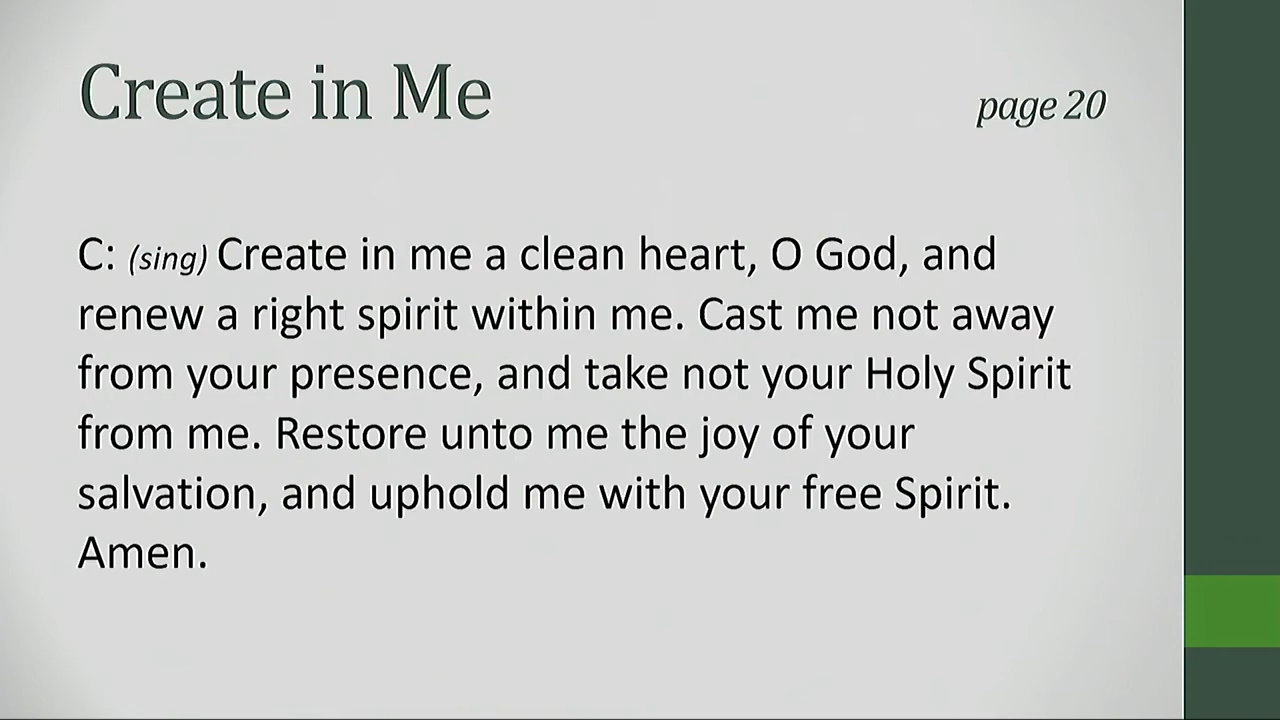 Create in Me
page 20
C: (sing) Create in me a clean heart, O God, and
renew a right spirit within me. Cast me not away
from your presence, and take not your Holy Spirit
from me. Restore unto me the joy of your
salvation, and uphold me with your free Spirit.
Amen.